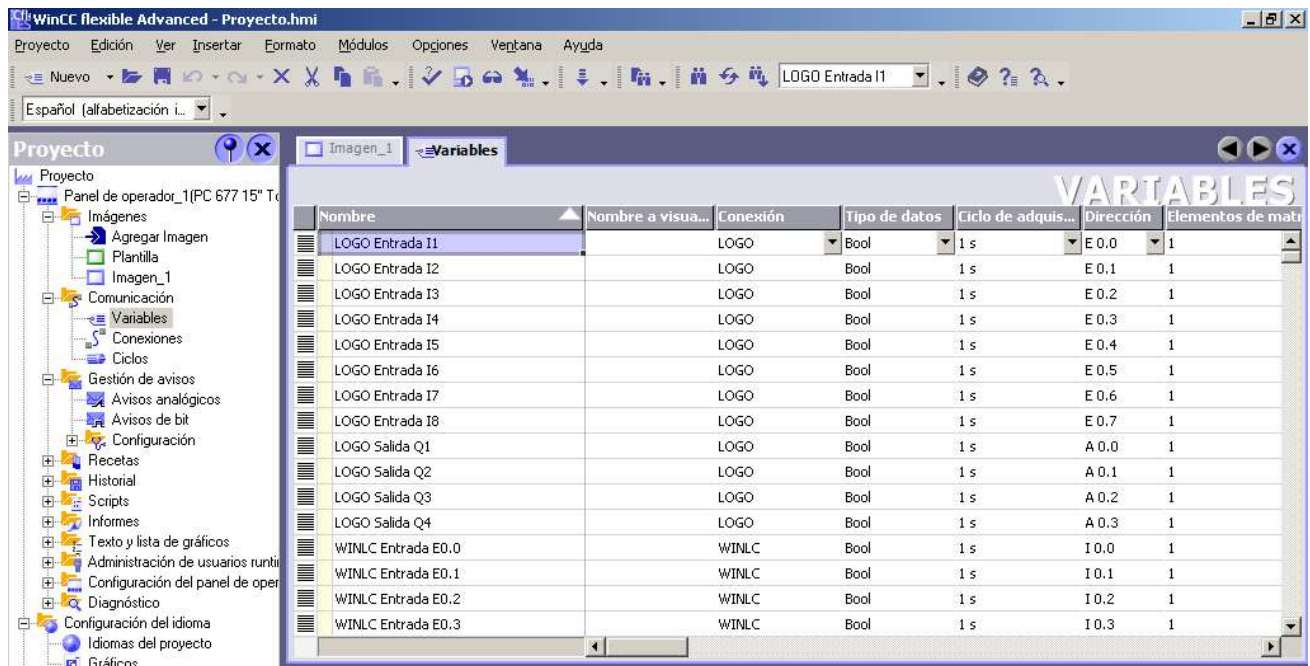 WinCC flexible Advanced - Proyecto.hmi
Proyecto Edición Ver Insertar Formato Módulos Opciones Ventana Ayuda
Nuevo LOGO Entrada I1
Español (alfabetización i...
Proyecto
Proyecto
Panel de operador_1(PC 677 15" To
Imágenes
Agregar Imagen
Plantilla
Imagen_1
Comunicación
Variables
Conexiones
Ciclos
Gestión de avisos
Avisos analógicos
Avisos de bit
Configuración
Recetas
Historial
Scripts
Informes
Texto y lista de gráficos
Administración de usuarios runti
Configuración del panel de oper
Diagnóstico
Configuración del idioma
Idiomas del proyecto
Gráficos
Imagen_1 Variables
VARIABLES
Nombre Nombre a visua... Conexión Tipo de datos Ciclo de adquis... Dirección Elementos de matr
LOGO Entrada I1 LOGO Bool 1 s E 0.0 1
LOGO Entrada I2 LOGO Bool 1 s E 0.1 1
LOGO Entrada I3 LOGO Bool 1 s E 0.2 1
LOGO Entrada I4 LOGO Bool 1 s E 0.3 1
LOGO Entrada I5 LOGO Bool 1 s E 0.4 1
LOGO Entrada I6 LOGO Bool 1 s E 0.5 1
LOGO Entrada I7 LOGO Bool 1 s E 0.6 1
LOGO Entrada I8 LOGO Bool 1 s E 0.7 1
LOGO Salida Q1 LOGO Bool 1 s A 0.0 1
LOGO Salida Q2 LOGO Bool 1 s A 0.1 1
LOGO Salida Q3 LOGO Bool 1 s A 0.2 1
LOGO Salida Q4 LOGO Bool 1 s A 0.3 1
WINLC Entrada E0.0 WINLC Bool 1 s I 0.0 1
WINLC Entrada E0.1 WINLC Bool 1 s I 0.1 1
WINLC Entrada E0.2 WINLC Bool 1 s I 0.2 1
WINLC Entrada E0.3 WINLC Bool 1 s I 0.3 1